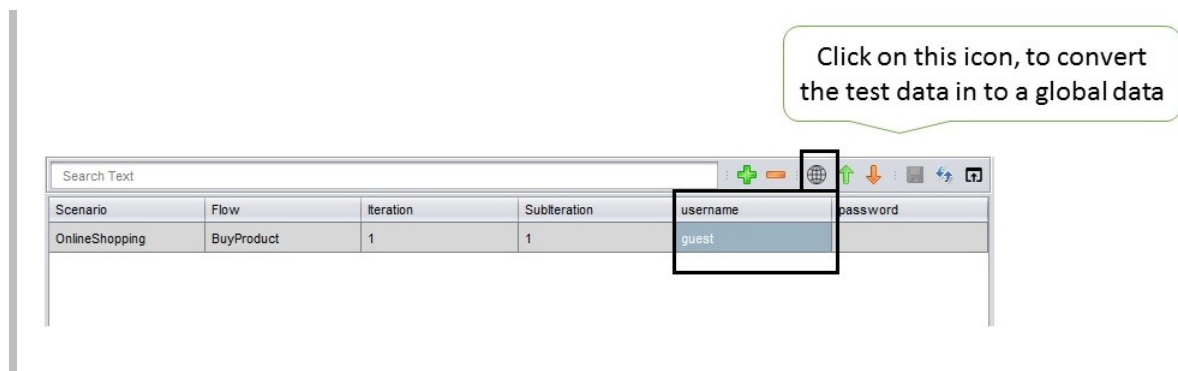 Click on this icon, to convert
the test data in to a global data
Search Text
Scenario Flow Iteration SubIteration username password
OnlineShopping BuyProduct 1 1 guest